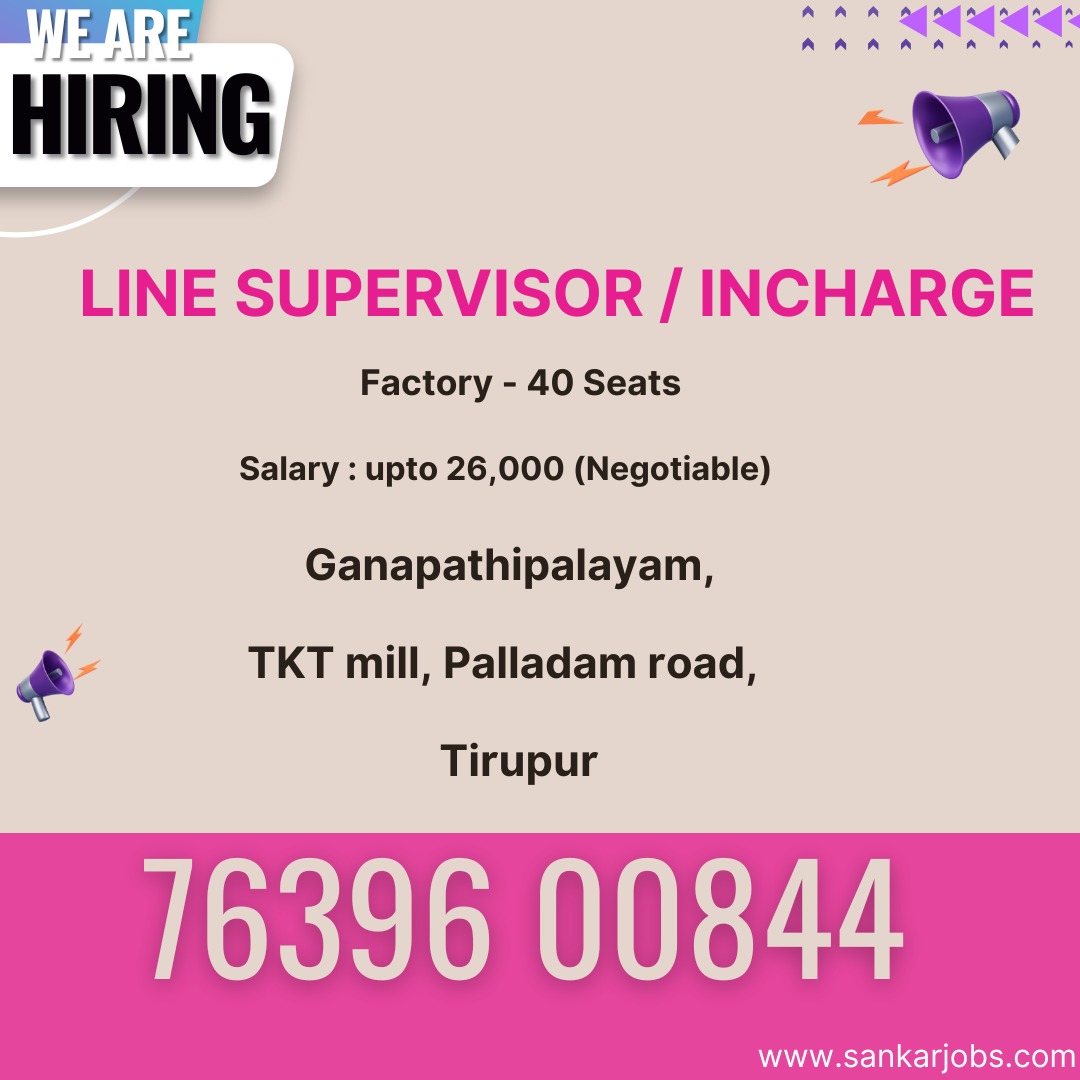 WE ARE
HIRING
LINE SUPERVISOR / INCHARGE
Factory - 40 Seats
Salary : upto 26,000 (Negotiable)
Ganapathipalayam,
TKT mill, Palladam road,
Tirupur
76396 00844
www.sankarjobs.com